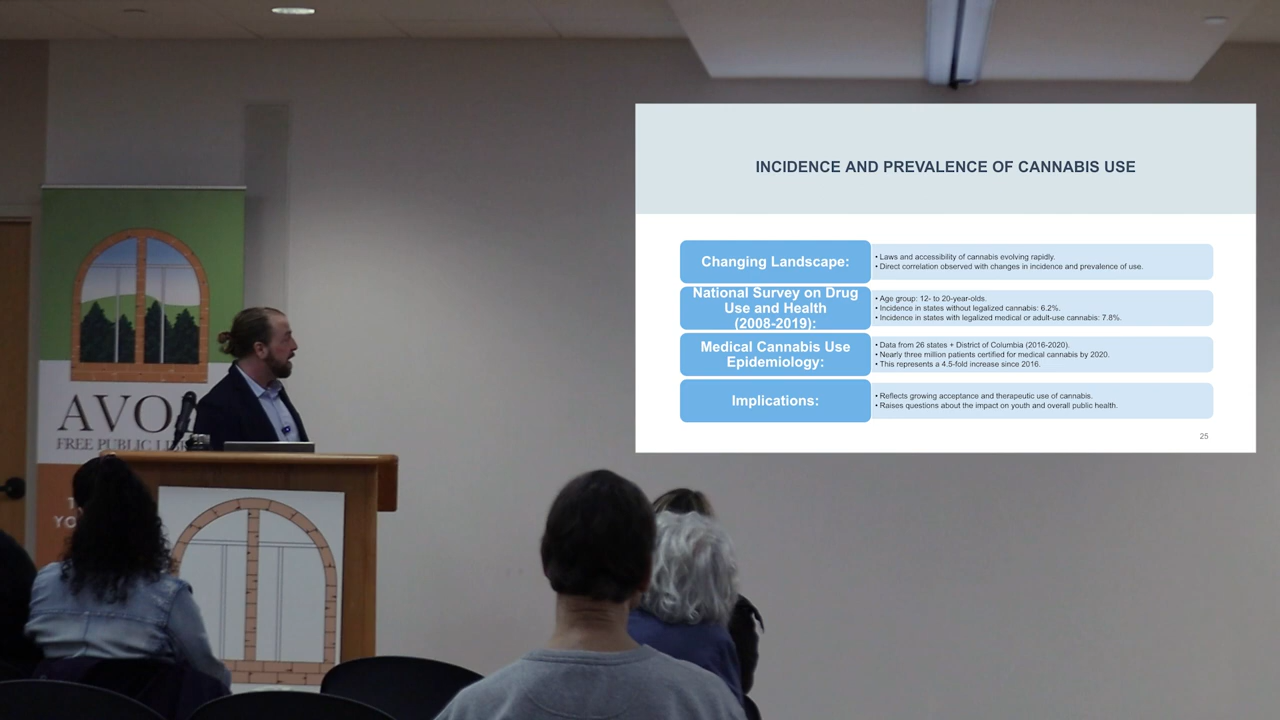 INCIDENCE AND PREVALENCE OF CANNABIS USE
Changing Landscape:
• Laws and accessibility of cannabis evolving rapidly.
• Direct correlation observed with changes in incidence and prevalence of use.
National Survey on Drug
Use and Health
(2008-2019):
• Age group: 12- to 20-year-olds.
• Incidence in states without legalized cannabis: 6.2%.
• Incidence in states with legalized medical or adult-use cannabis: 7.8%.
Medical Cannabis Use
Epidemiology:
• Data from 26 states + District of Columbia (2016-2020).
• Nearly three million patients certified for medical cannabis by 2020.
• This represents a 4.5-fold increase since 2016.
Implications:
• Reflects growing acceptance and therapeutic use of cannabis.
• Raises questions about the impact on youth and overall public health.
25
AVO
FREE PUBLIC LIB